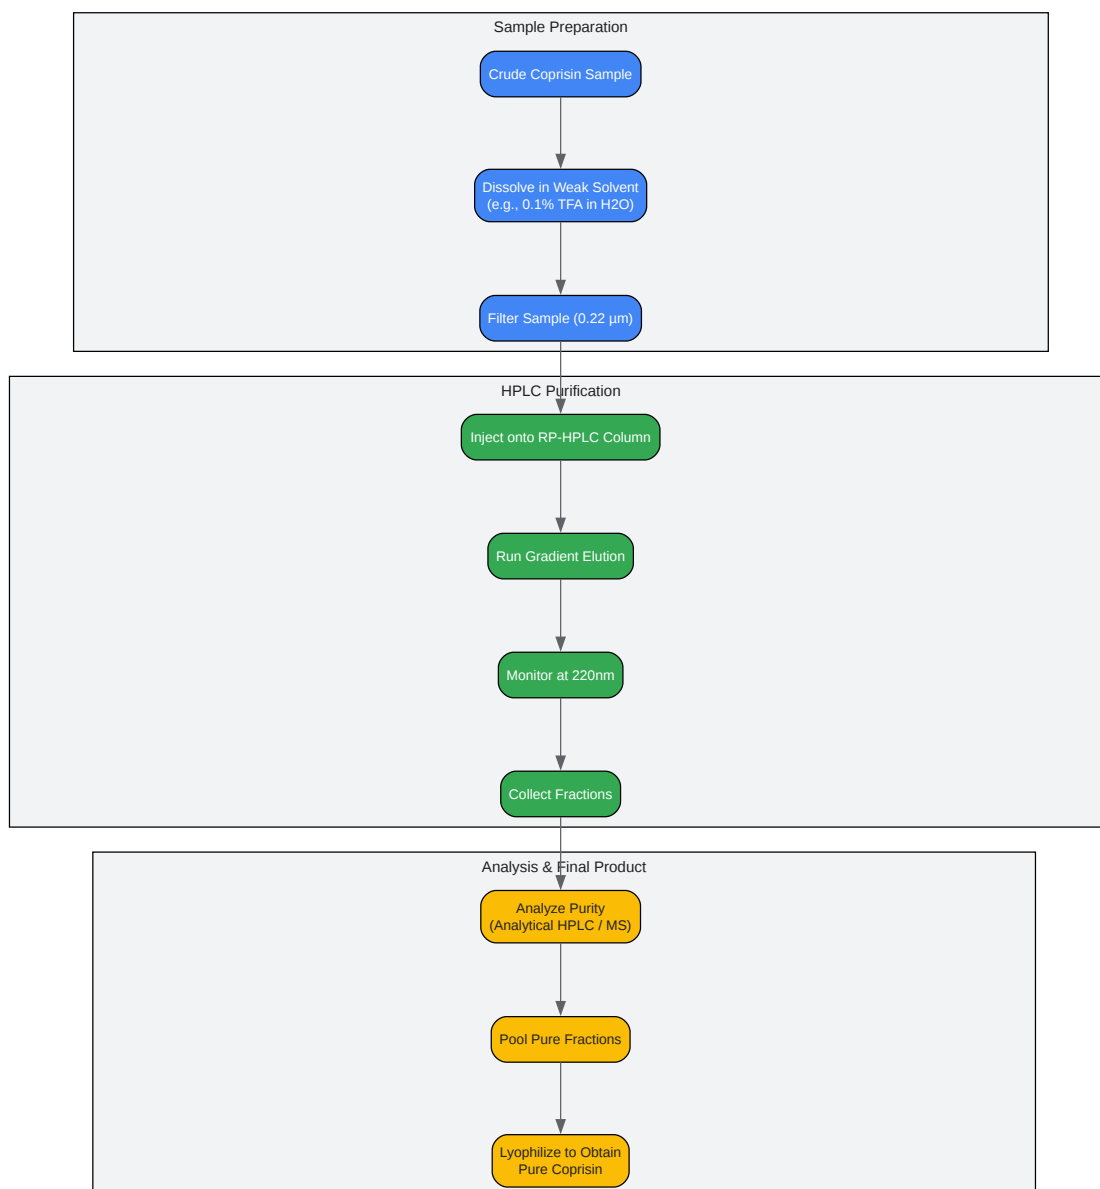 Sample Preparation
Crude Coprisin Sample
Dissolve in Weak Solvent
(e.g., 0.1% TFA in H2O)
Filter Sample (0.22 µm)
HPLC Purification
Inject onto RP-HPLC Column
Run Gradient Elution
Monitor at 220nm
Collect Fractions
Analysis & Final Product
Analyze Purity
(Analytical HPLC / MS)
Pool Pure Fractions
Lyophilize to Obtain
Pure Coprisin